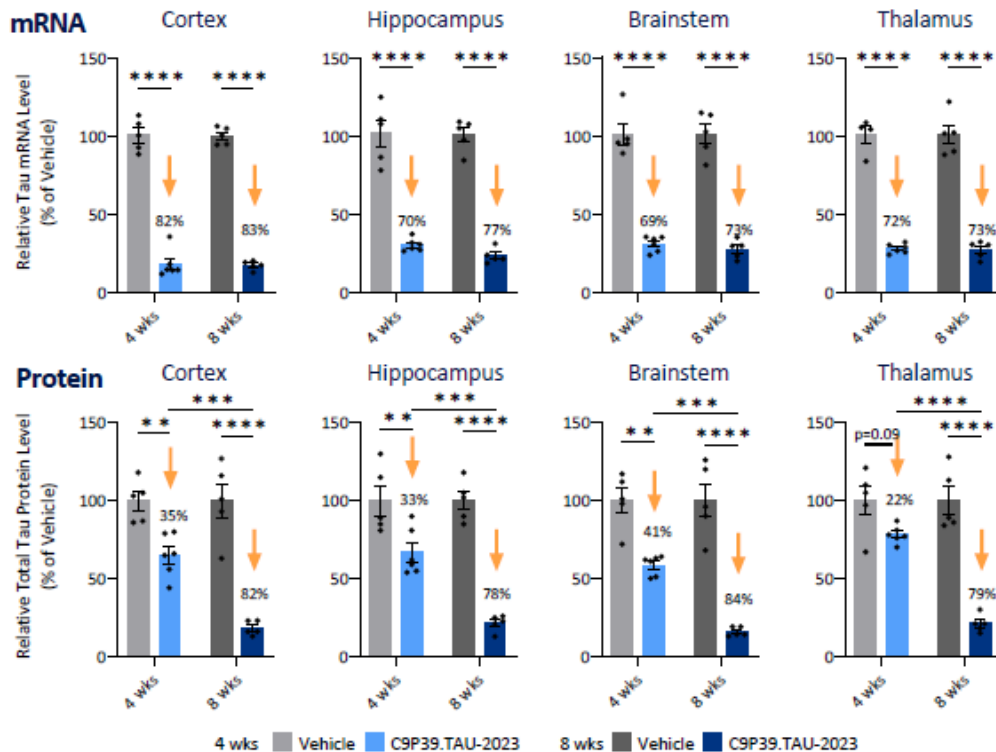 mRNA
Cortex Hippocampus Brainstem Thalamus
Relative Tau mRNA Level
(% of Vehicle)
150 150 150 150
**** **** **** **** **** **** **** ****
100 100 100 100
50 50 50 50
82% 83% 70% 77% 69% 73% 72% 73%
0 0 0 0
4 wks 8 wks 4 wks 8 wks 4 wks 8 wks 4 wks 8 wks
Protein
Cortex Hippocampus Brainstem Thalamus
Relative Total Tau Protein Level
(% of Vehicle)
*** *** *** ****
150 150 150 150
** **** ** **** ** **** p=0.09 ****
100 100 100 100
35% 33% 41% 22%
50 50 50 50
82% 78% 84% 79%
0 0 0 0
4 wks 8 wks 4 wks 8 wks 4 wks 8 wks 4 wks 8 wks
4 wks Vehicle C9P39.TAU-2023 8 wks Vehicle C9P39.TAU-2023